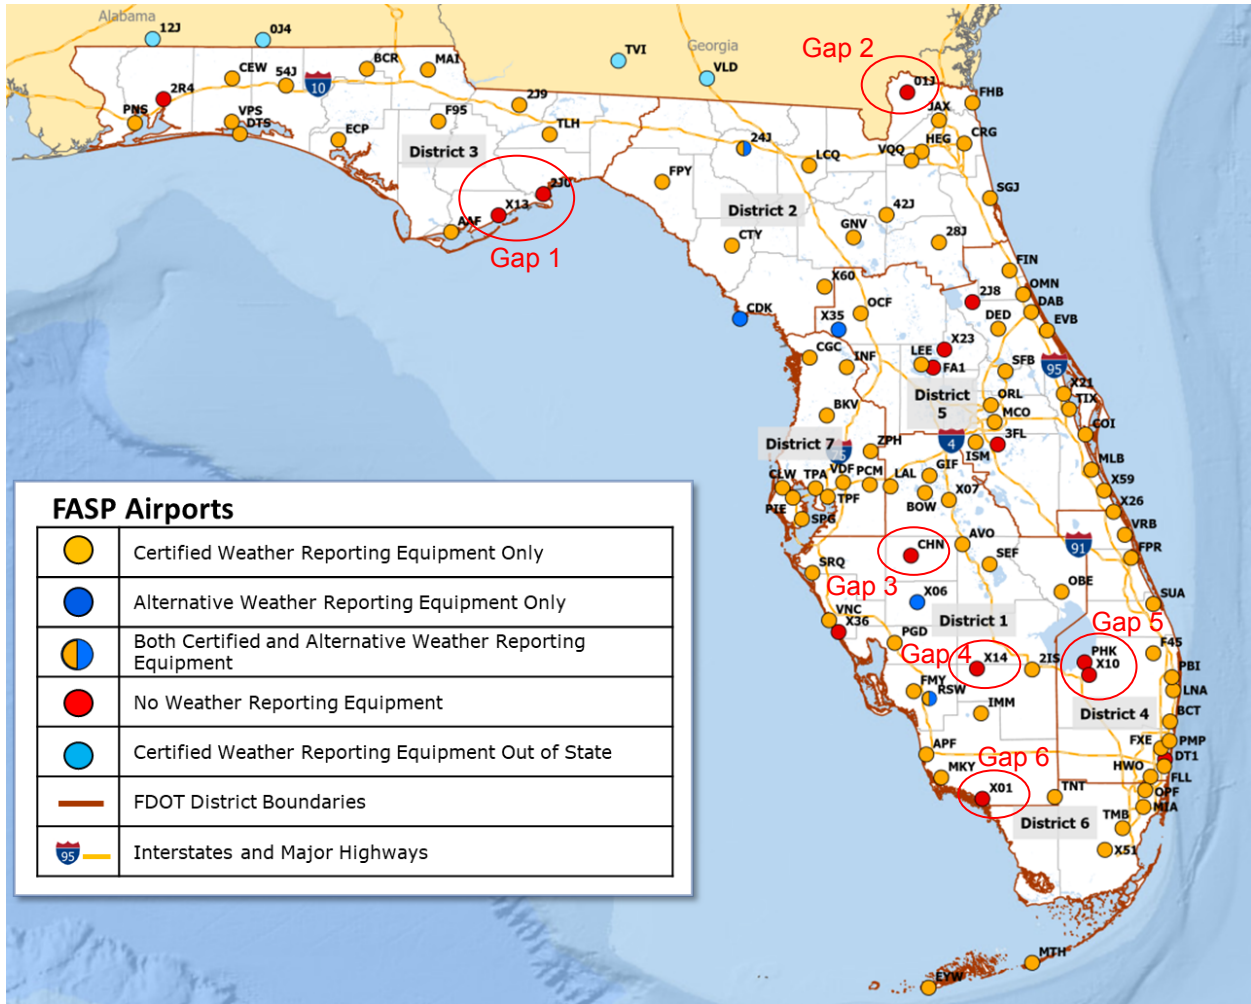 Alabama
12J
0J4
TVI
Georgia
VLD
Gap 2
01J
FHB
BCR
MAI
CEW
54J
10
2R4
2J9
JAX
PNS
VPS
DTS
F95
TLH
ECP
24J
HEG
CRG
VQQ
LCQ
District 3
FPY
2J0
X13
AAF
Gap 1
SGJ
District 2
42J
GNV
28J
CTY
FIN
X60
OMN
2J8
DAB
CDK
X35
OCF
DED
EVB
X23
CGC
INF
LEE
FA1
SFB
95
X21
TIX
District
5
ORL
MCO
BKV
COI
District 7
75
ZPH
4
3FL
ISM
MLB
CLW
TPA
VDF
PCM
LAL
GIF
X59
PIE
TPF
BOW
X07
X26
SPG
VRB
CHN
AVO
91
FPR
SRQ
SEF
Gap 3
OBE
X06
SUA
VNC
X36
District 1
Gap 5
PGD
Gap 4
X14
2IS
PHK
X10
F45
PBI
FMY
RSW
LNA
IMM
District 4
BCT
APF
Gap 6
FXE
PMP
DT1
MKY
HWO
FLL
X01
TNT
OPF
MIA
District 6
TMB
X51
MTH
EYW
FASP Airports
Certified Weather Reporting Equipment Only
Alternative Weather Reporting Equipment Only
Both Certified and Alternative Weather Reporting
Equipment
No Weather Reporting Equipment
Certified Weather Reporting Equipment Out of State
FDOT District Boundaries
95
Interstates and Major Highways